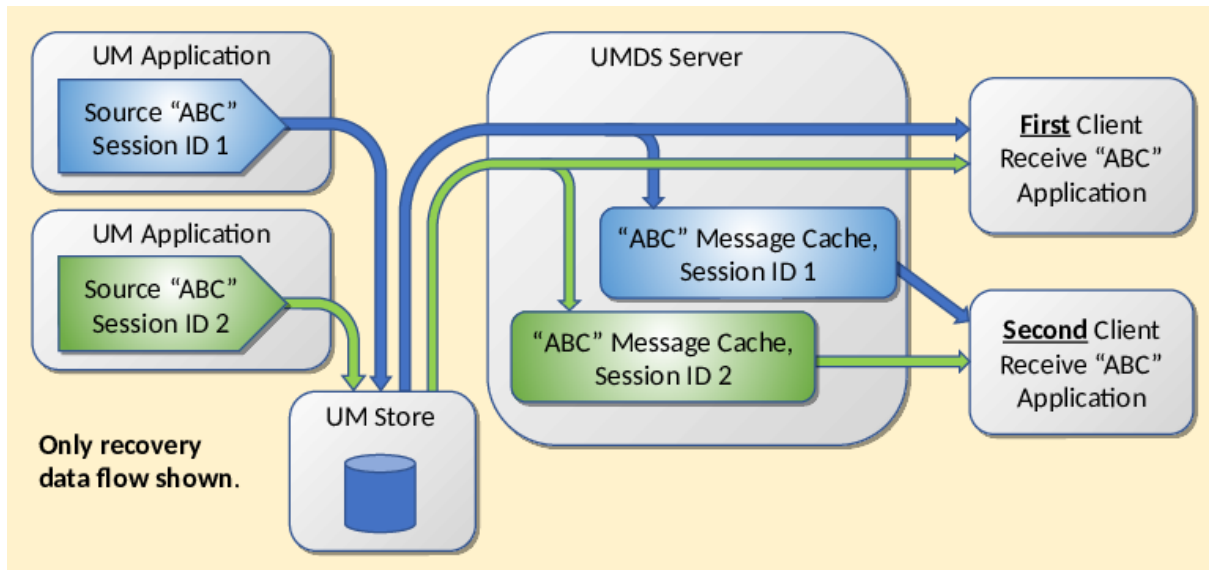 UM Application
Source “ABC”
Session ID 1
UM Application
Source “ABC”
Session ID 2
Only recovery
data flow shown.
UM Store
UMDS Server
“ABC” Message Cache,
Session ID 1
“ABC” Message Cache,
Session ID 2
First Client
Receive “ABC”
Application
Second Client
Receive “ABC”
Application